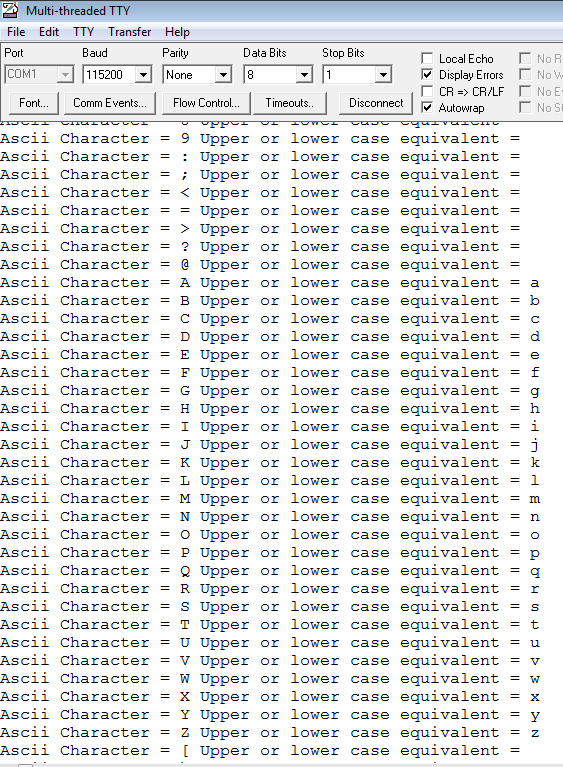 Multi-threaded TTY
File Edit TTY Transfer Help
Port Baud Parity Data Bits Stop Bits
COM1 115200 None 8 1
Local Echo
Display Errors
CR => CR/LF
Autowrap
No
No
No
No
Font... Comm Events... Flow Control... Timeouts.. Disconnect
Ascii Character = Upper or lower case equivalent =
Ascii Character = 9 Upper or lower case equivalent =
Ascii Character = : Upper or lower case equivalent =
Ascii Character = ; Upper or lower case equivalent =
Ascii Character = < Upper or lower case equivalent =
Ascii Character = = Upper or lower case equivalent =
Ascii Character = > Upper or lower case equivalent =
Ascii Character = ? Upper or lower case equivalent =
Ascii Character = @ Upper or lower case equivalent =
Ascii Character = A Upper or lower case equivalent = a
Ascii Character = B Upper or lower case equivalent = b
Ascii Character = C Upper or lower case equivalent = c
Ascii Character = D Upper or lower case equivalent = d
Ascii Character = E Upper or lower case equivalent = e
Ascii Character = F Upper or lower case equivalent = f
Ascii Character = G Upper or lower case equivalent = g
Ascii Character = H Upper or lower case equivalent = h
Ascii Character = I Upper or lower case equivalent = i
Ascii Character = J Upper or lower case equivalent = j
Ascii Character = K Upper or lower case equivalent = k
Ascii Character = L Upper or lower case equivalent = l
Ascii Character = M Upper or lower case equivalent = m
Ascii Character = N Upper or lower case equivalent = n
Ascii Character = O Upper or lower case equivalent = o
Ascii Character = P Upper or lower case equivalent = p
Ascii Character = Q Upper or lower case equivalent = q
Ascii Character = R Upper or lower case equivalent = r
Ascii Character = S Upper or lower case equivalent = s
Ascii Character = T Upper or lower case equivalent = t
Ascii Character = U Upper or lower case equivalent = u
Ascii Character = V Upper or lower case equivalent = v
Ascii Character = W Upper or lower case equivalent = w
Ascii Character = X Upper or lower case equivalent = x
Ascii Character = Y Upper or lower case equivalent = y
Ascii Character = Z Upper or lower case equivalent = z
Ascii Character = [ Upper or lower case equivalent =